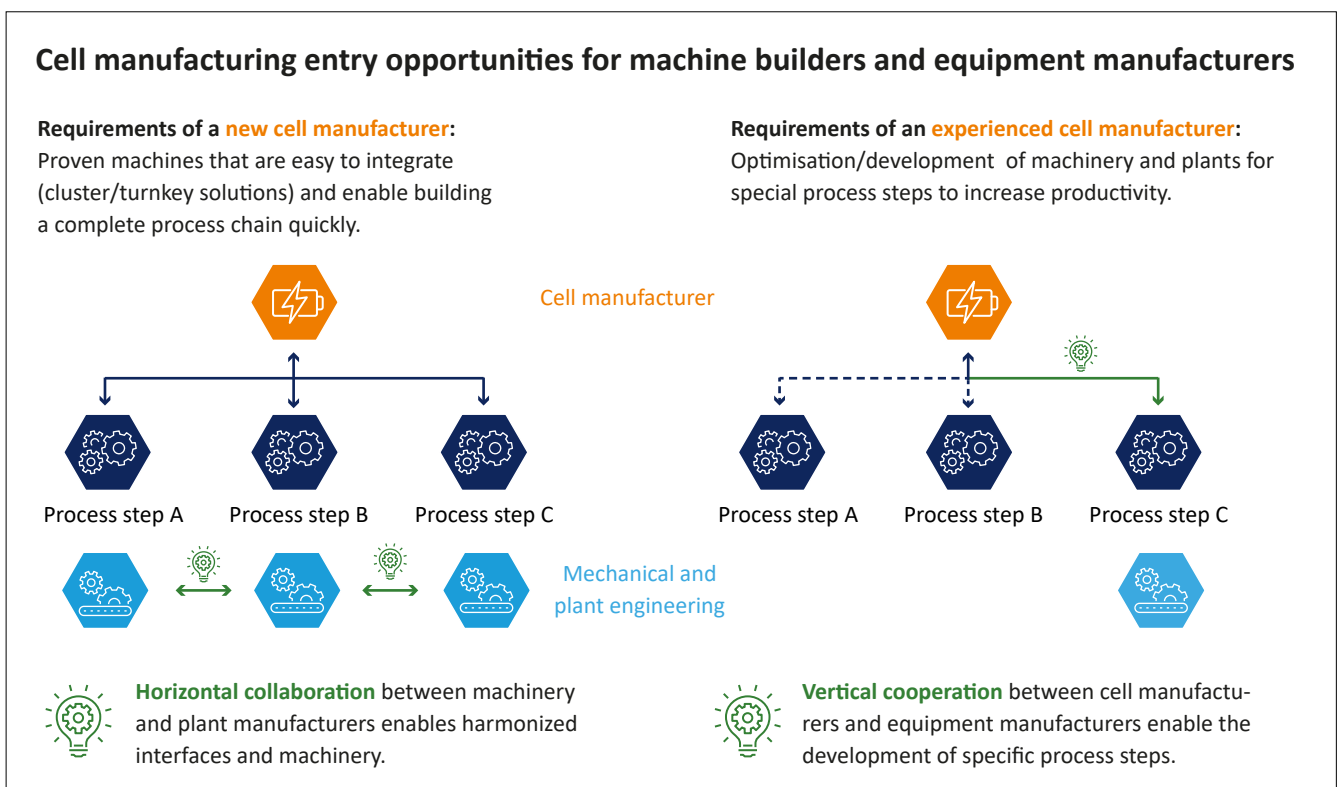 Cell manufacturing entry opportunities for machine builders and equipment manufacturers
Requirements of a new cell manufacturer:
Proven machines that are easy to integrate
(cluster/turnkey solutions) and enable building
a complete process chain quickly.
Requirements of an experienced cell manufacturer:
Optimisation/development of machinery and plants for
special process steps to increase productivity.
Cell manufacturer
Process step A
Process step B
Process step C
Process step A
Process step B
Process step C
Mechanical and
plant engineering
Horizontal collaboration between machinery
and plant manufacturers enables harmonized
interfaces and machinery.
Vertical cooperation between cell manufactu-
rers and equipment manufacturers enable the
development of specific process steps.